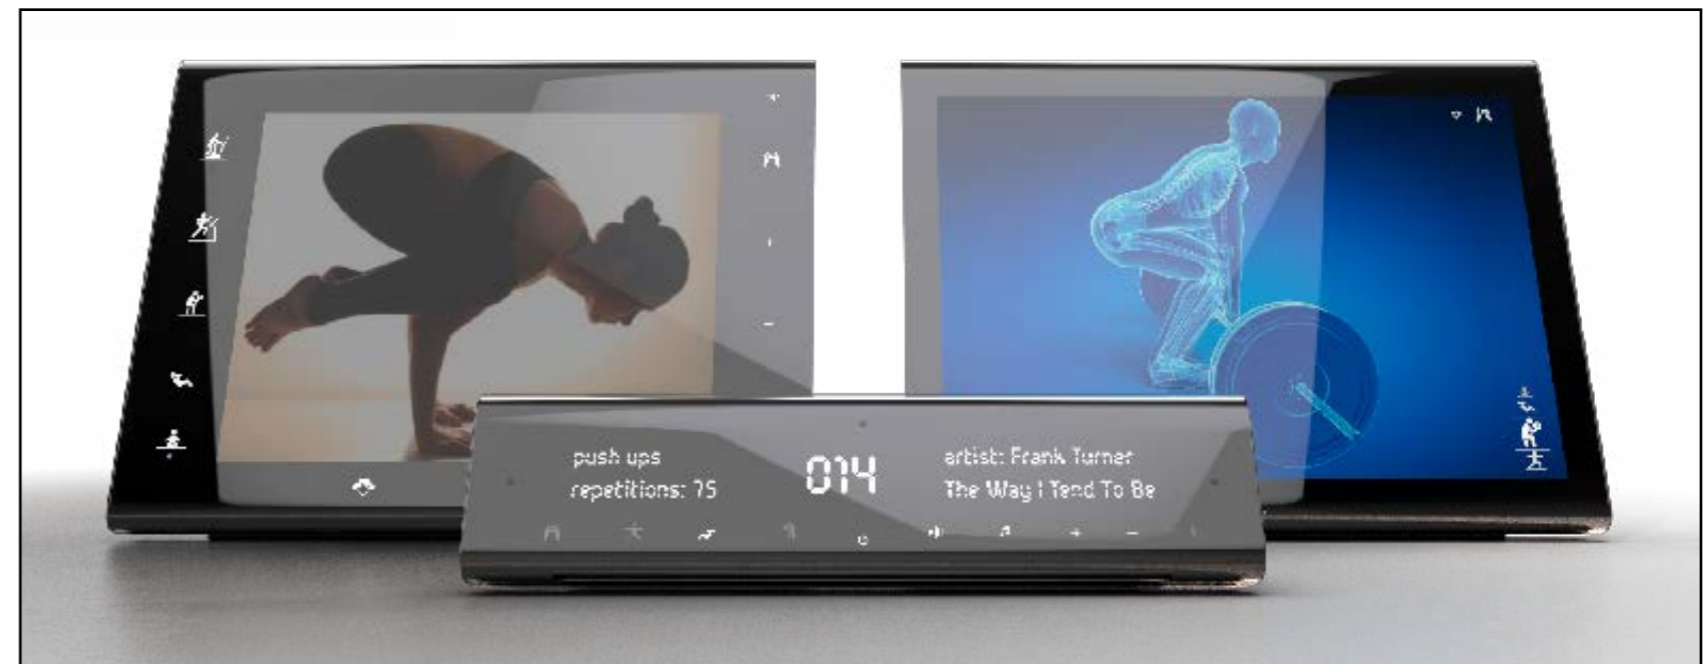 push ups
repetitions: 75
014
artist: Frank Turner
The Way I Tend To Be